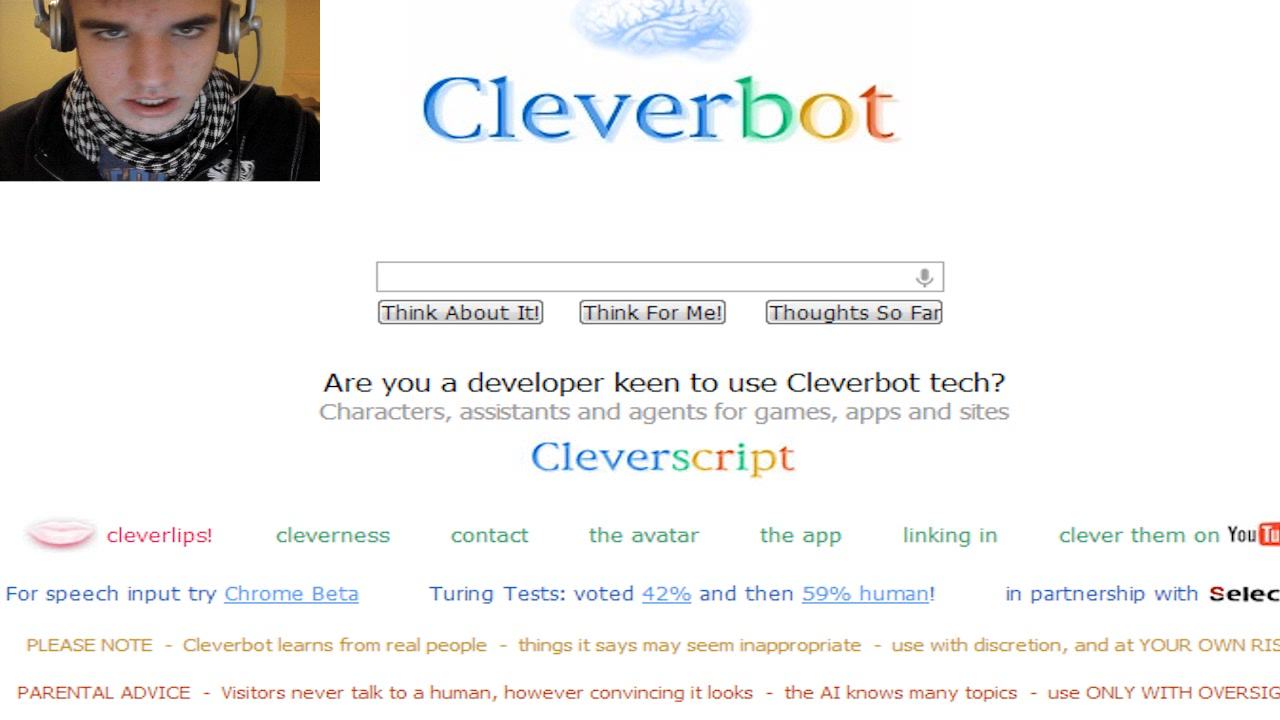 Cleverbot
Think About It! Think For Me! Thoughts So Far
Are you a developer keen to use Cleverbot tech?
Characters, assistants and agents for games, apps and sites
Cleverscript
cleverlips! cleverness contact the avatar the app linking in clever them on You Tu
For speech input try Chrome Beta Turing Tests: voted 42% and then 59% human! in partnership with Selec
PLEASE NOTE - Cleverbot learns from real people - things it says may seem inappropriate - use with discretion, and at YOUR OWN RIS
PARENTAL ADVICE - Visitors never talk to a human, however convincing it looks - the AI knows many topics - use ONLY WITH OVERSIG